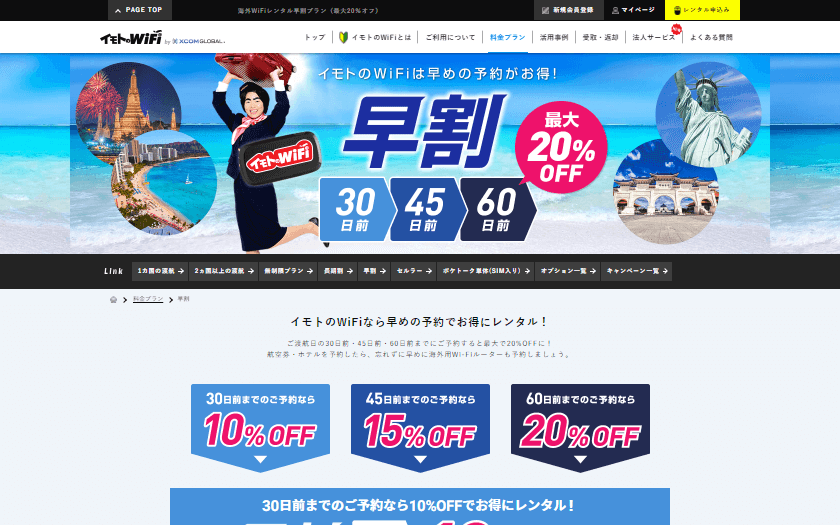 PAGE TOP
海外WiFiレンタル早割プラン（最大20%オフ）
新規会員登録
マイページ
レンタル申込み
イモトのWiFi by XCOMGLOBAL.
トップ
イモトのWiFiとは
ご利用について
料金プラン
活用事例
受取・返却
法人サービス
よくある質問
イモトのWiFiは早めの予約がお得!
早割
最大
20%
OFF
イモトのWiFi
30
日前
45
日前
60
日前
Link
1カ国の渡航
2ヵ国以上の渡航
無制限プラン
長期割
早割
セルラー
ポケトーク単体(SIM入り)
オプション一覧
キャンペーン一覧
料金プラン
早割
イモトのWiFiなら早めの予約でお得にレンタル！
ご渡航日の30日前・45日前・60日前までにご予約すると最大で20%OFFに！
航空券・ホテルを予約したら、忘れずに早めに海外用Wi-Fiルーターも予約しましょう。
30日前までのご予約なら
10%OFF
45日前までのご予約なら
15%OFF
60日前までのご予約なら
20%OFF
30日前までのご予約なら10%OFFでお得にレンタル！